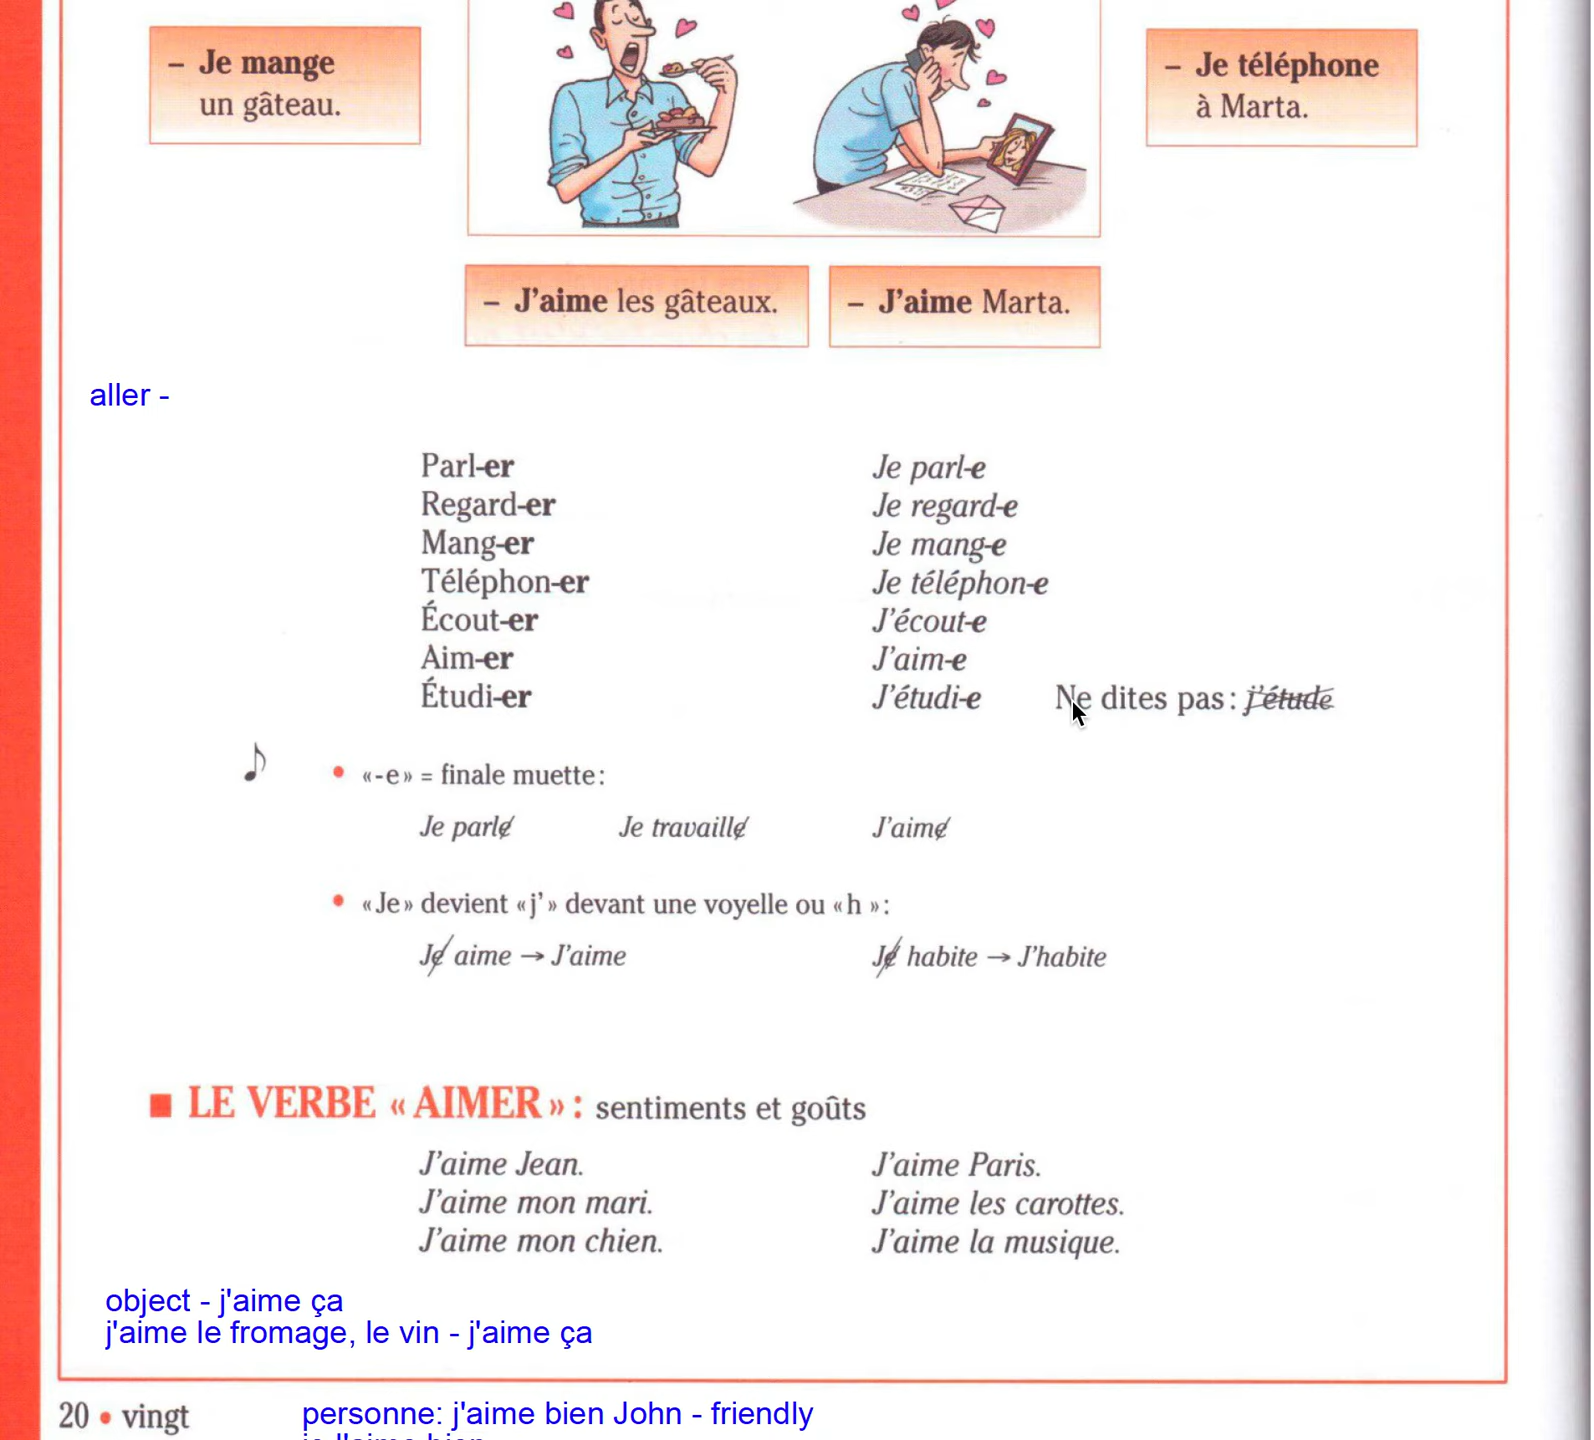 – Je mange
un gâteau.
– Je téléphone
à Marta.
– J'aime les gâteaux.
– J'aime Marta.
aller -
Parl-er Je parl-e
Regard-er Je regard-e
Mang-er Je mang-e
Téléphon-er Je téléphon-e
Écout-er J'écout-e
Aim-er J'aim-e
Étudi-er J'étudi-e Ne dites pas : j'étude
• «-e» = finale muette :
Je parle Je travaille J'aime
• «Je» devient «j'» devant une voyelle ou «h» :
Je aime → J'aime Je habite → J'habite
■ LE VERBE « AIMER » : sentiments et goûts
J'aime Jean. J'aime Paris.
J'aime mon mari. J'aime les carottes.
J'aime mon chien. J'aime la musique.
object - j'aime ça
j'aime le fromage, le vin - j'aime ça
20 • vingt
personne: j'aime bien John - friendly